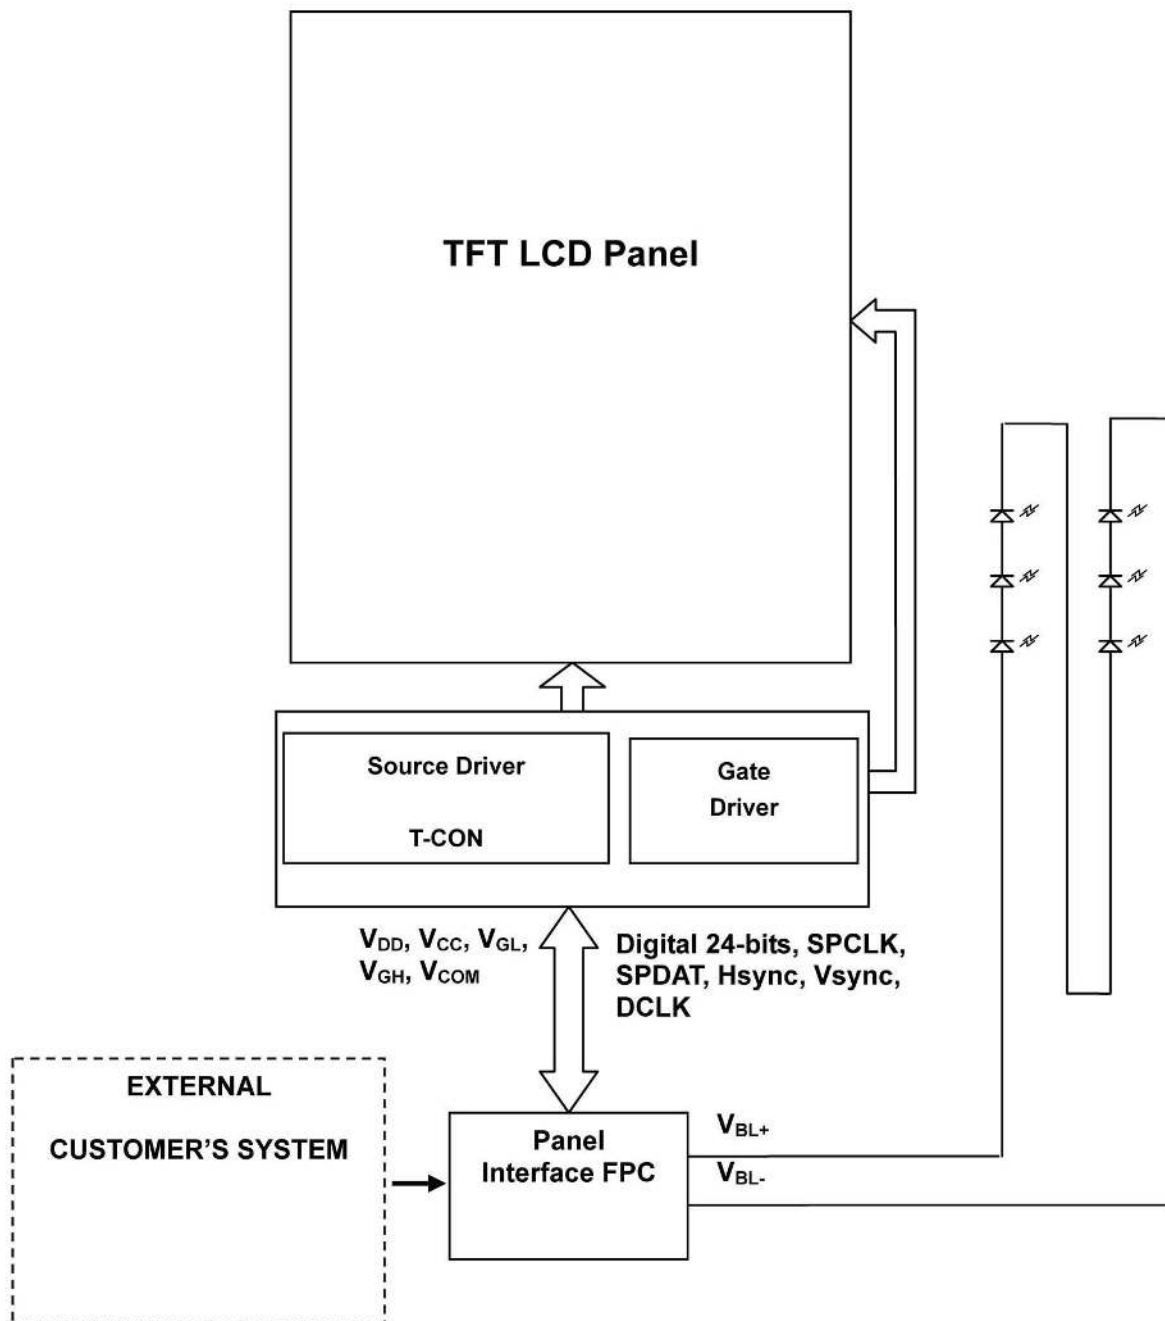 TFT LCD Panel
Source Driver
T-CON
Gate
Driver
VDD, VCC, VGL,
VGH, VCOM
Digital 24-bits, SPCLK,
SPDAT, Hsync, Vsync,
DCLK
EXTERNAL
CUSTOMER'S SYSTEM
Panel
Interface FPC
VBL+
VBL-